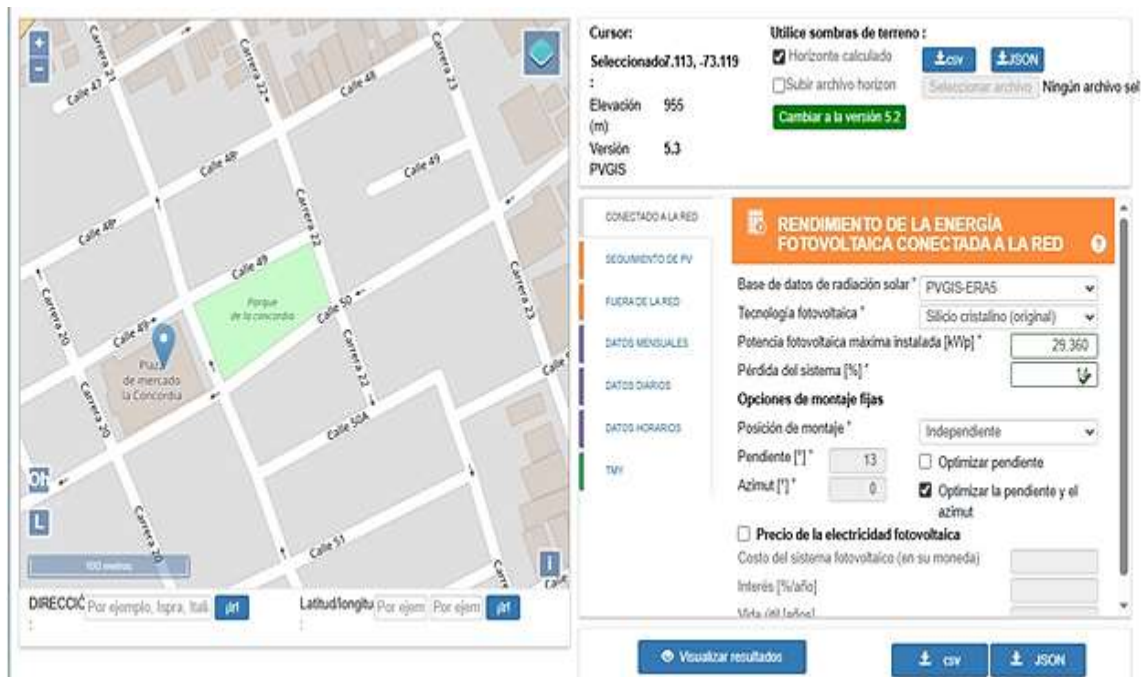 +
-
Carrera 21
Carrera 22
Carrera 23
Calle 47
Calle 48
Calle 48
Calle 48
Calle 49
Calle 49
Calle 49
Parque
de la concordia
Calle 50
Plaza
de mercado
la Concordia
Carrera 20
Carrera 20
Carrera 22
Carrera 23
Calle 50A
Carrera 20
Calle 51
L
100 metros
i
DIRECCIÓ
:
Por ejemplo, Ispra, Itali
¡Ir!
Latitud/longitu
:
Por ejem
Por ejem
¡Ir!
Cursor:
Seleccionado 7.113, -73.119
:
Elevación 955
(m)
Versión 5.3
PVGIS
Utilice sombras de terreno :
Horizonte calculado
csv
JSON
Subir archivo horizon
Seleccionar archivo Ningún archivo sel
Cambiar a la versión 5.2
CONECTADO A LA RED
SEGUIMIENTO DE PV
FUERA DE LA RED
DATOS MENSUALES
DATOS DIARIOS
DATOS HORARIOS
TMY
RENDIMIENTO DE LA ENERGÍA
FOTOVOLTAICA CONECTADA A LA RED
?
Base de datos de radiación solar * PVGIS-ERA5
Tecnología fotovoltaica * Silicio cristalino (original)
Potencia fotovoltaica máxima instalada [kWp] * 29.360
Pérdida del sistema [%] *
Opciones de montaje fijas
Posición de montaje * Independiente
Pendiente [°] * 13 Optimizar pendiente
Azimut [°] * 0 Optimizar la pendiente y el
azimut
Precio de la electricidad fotovoltaica
Costo del sistema fotovoltaico (en su moneda)
Interés [%/año]
Vida útil [años]
Visualizar resultados
csv
JSON